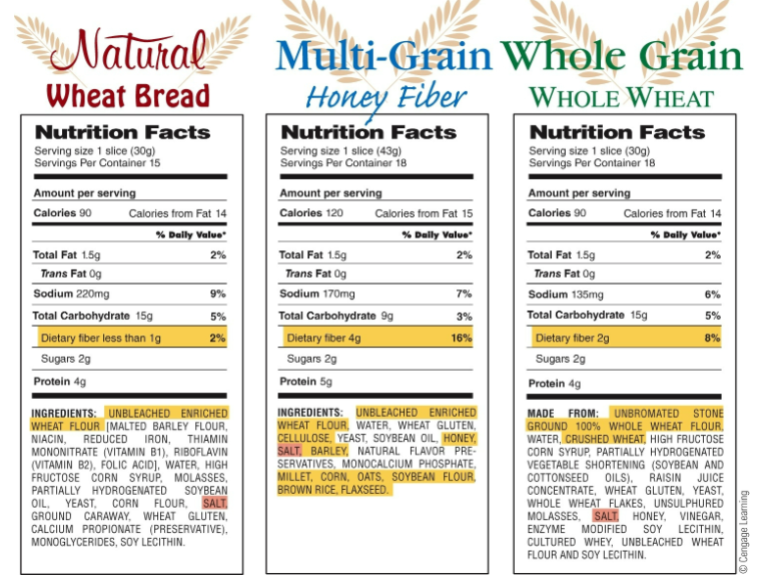 Natural
Wheat Bread
Nutrition Facts
Serving size 1 slice (30g)
Servings Per Container 15
Amount per serving
Calories 90 Calories from Fat 14
% Daily Value*
Total Fat 1.5g 2%
Trans Fat 0g
Sodium 220mg 9%
Total Carbohydrate 15g 5%
Dietary fiber less than 1g 2%
Sugars 2g
Protein 4g
INGREDIENTS: UNBLEACHED ENRICHED
WHEAT FLOUR [MALTED BARLEY FLOUR,
NIACIN, REDUCED IRON, THIAMIN
MONONITRATE (VITAMIN B1), RIBOFLAVIN
(VITAMIN B2), FOLIC ACID], WATER, HIGH
FRUCTOSE CORN SYRUP, MOLASSES,
PARTIALLY HYDROGENATED SOYBEAN
OIL, YEAST, CORN FLOUR, SALT,
GROUND CARAWAY, WHEAT GLUTEN,
CALCIUM PROPIONATE (PRESERVATIVE),
MONOGLYCERIDES, SOY LECITHIN.
Multi-Grain
Honey Fiber
Nutrition Facts
Serving size 1 slice (43g)
Servings Per Container 18
Amount per serving
Calories 120 Calories from Fat 15
% Daily Value*
Total Fat 1.5g 2%
Trans Fat 0g
Sodium 170mg 7%
Total Carbohydrate 9g 3%
Dietary fiber 4g 16%
Sugars 2g
Protein 5g
INGREDIENTS: UNBLEACHED ENRICHED
WHEAT FLOUR, WATER, WHEAT GLUTEN,
CELLULOSE, YEAST, SOYBEAN OIL, HONEY,
SALT, BARLEY, NATURAL FLAVOR PRE-
SERVATIVES, MONOCALCIUM PHOSPHATE,
MILLET, CORN, OATS, SOYBEAN FLOUR,
BROWN RICE, FLAXSEED.
Whole Grain
WHOLE WHEAT
Nutrition Facts
Serving size 1 slice (30g)
Servings Per Container 18
Amount per serving
Calories 90 Calories from Fat 14
% Daily Value*
Total Fat 1.5g 2%
Trans Fat 0g
Sodium 135mg 6%
Total Carbohydrate 15g 5%
Dietary fiber 2g 8%
Sugars 2g
Protein 4g
MADE FROM: UNBROMATED STONE
GROUND 100% WHOLE WHEAT FLOUR,
WATER, CRUSHED WHEAT, HIGH FRUCTOSE
CORN SYRUP, PARTIALLY HYDROGENATED
VEGETABLE SHORTENING (SOYBEAN AND
COTTONSEED OILS), RAISIN JUICE
CONCENTRATE, WHEAT GLUTEN, YEAST,
WHOLE WHEAT FLAKES, UNSULPHURED
MOLASSES, SALT, HONEY, VINEGAR,
ENZYME MODIFIED SOY LECITHIN,
CULTURED WHEY, UNBLEACHED WHEAT
FLOUR AND SOY LECITHIN.
© Cengage Learning